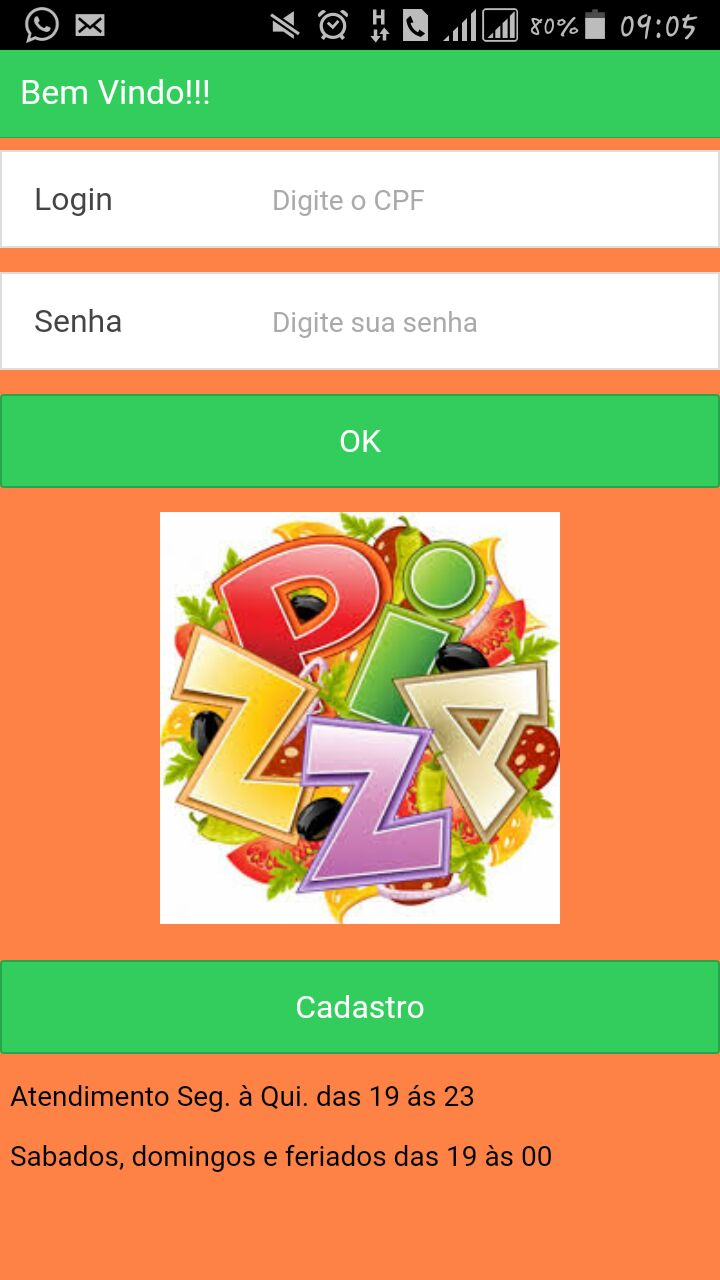 H 80% 09:05
Bem Vindo!!!
Login Digite o CPF
Senha Digite sua senha
OK
PiZZA
Cadastro
Atendimento Seg. à Qui. das 19 ás 23
Sabados, domingos e feriados das 19 às 00